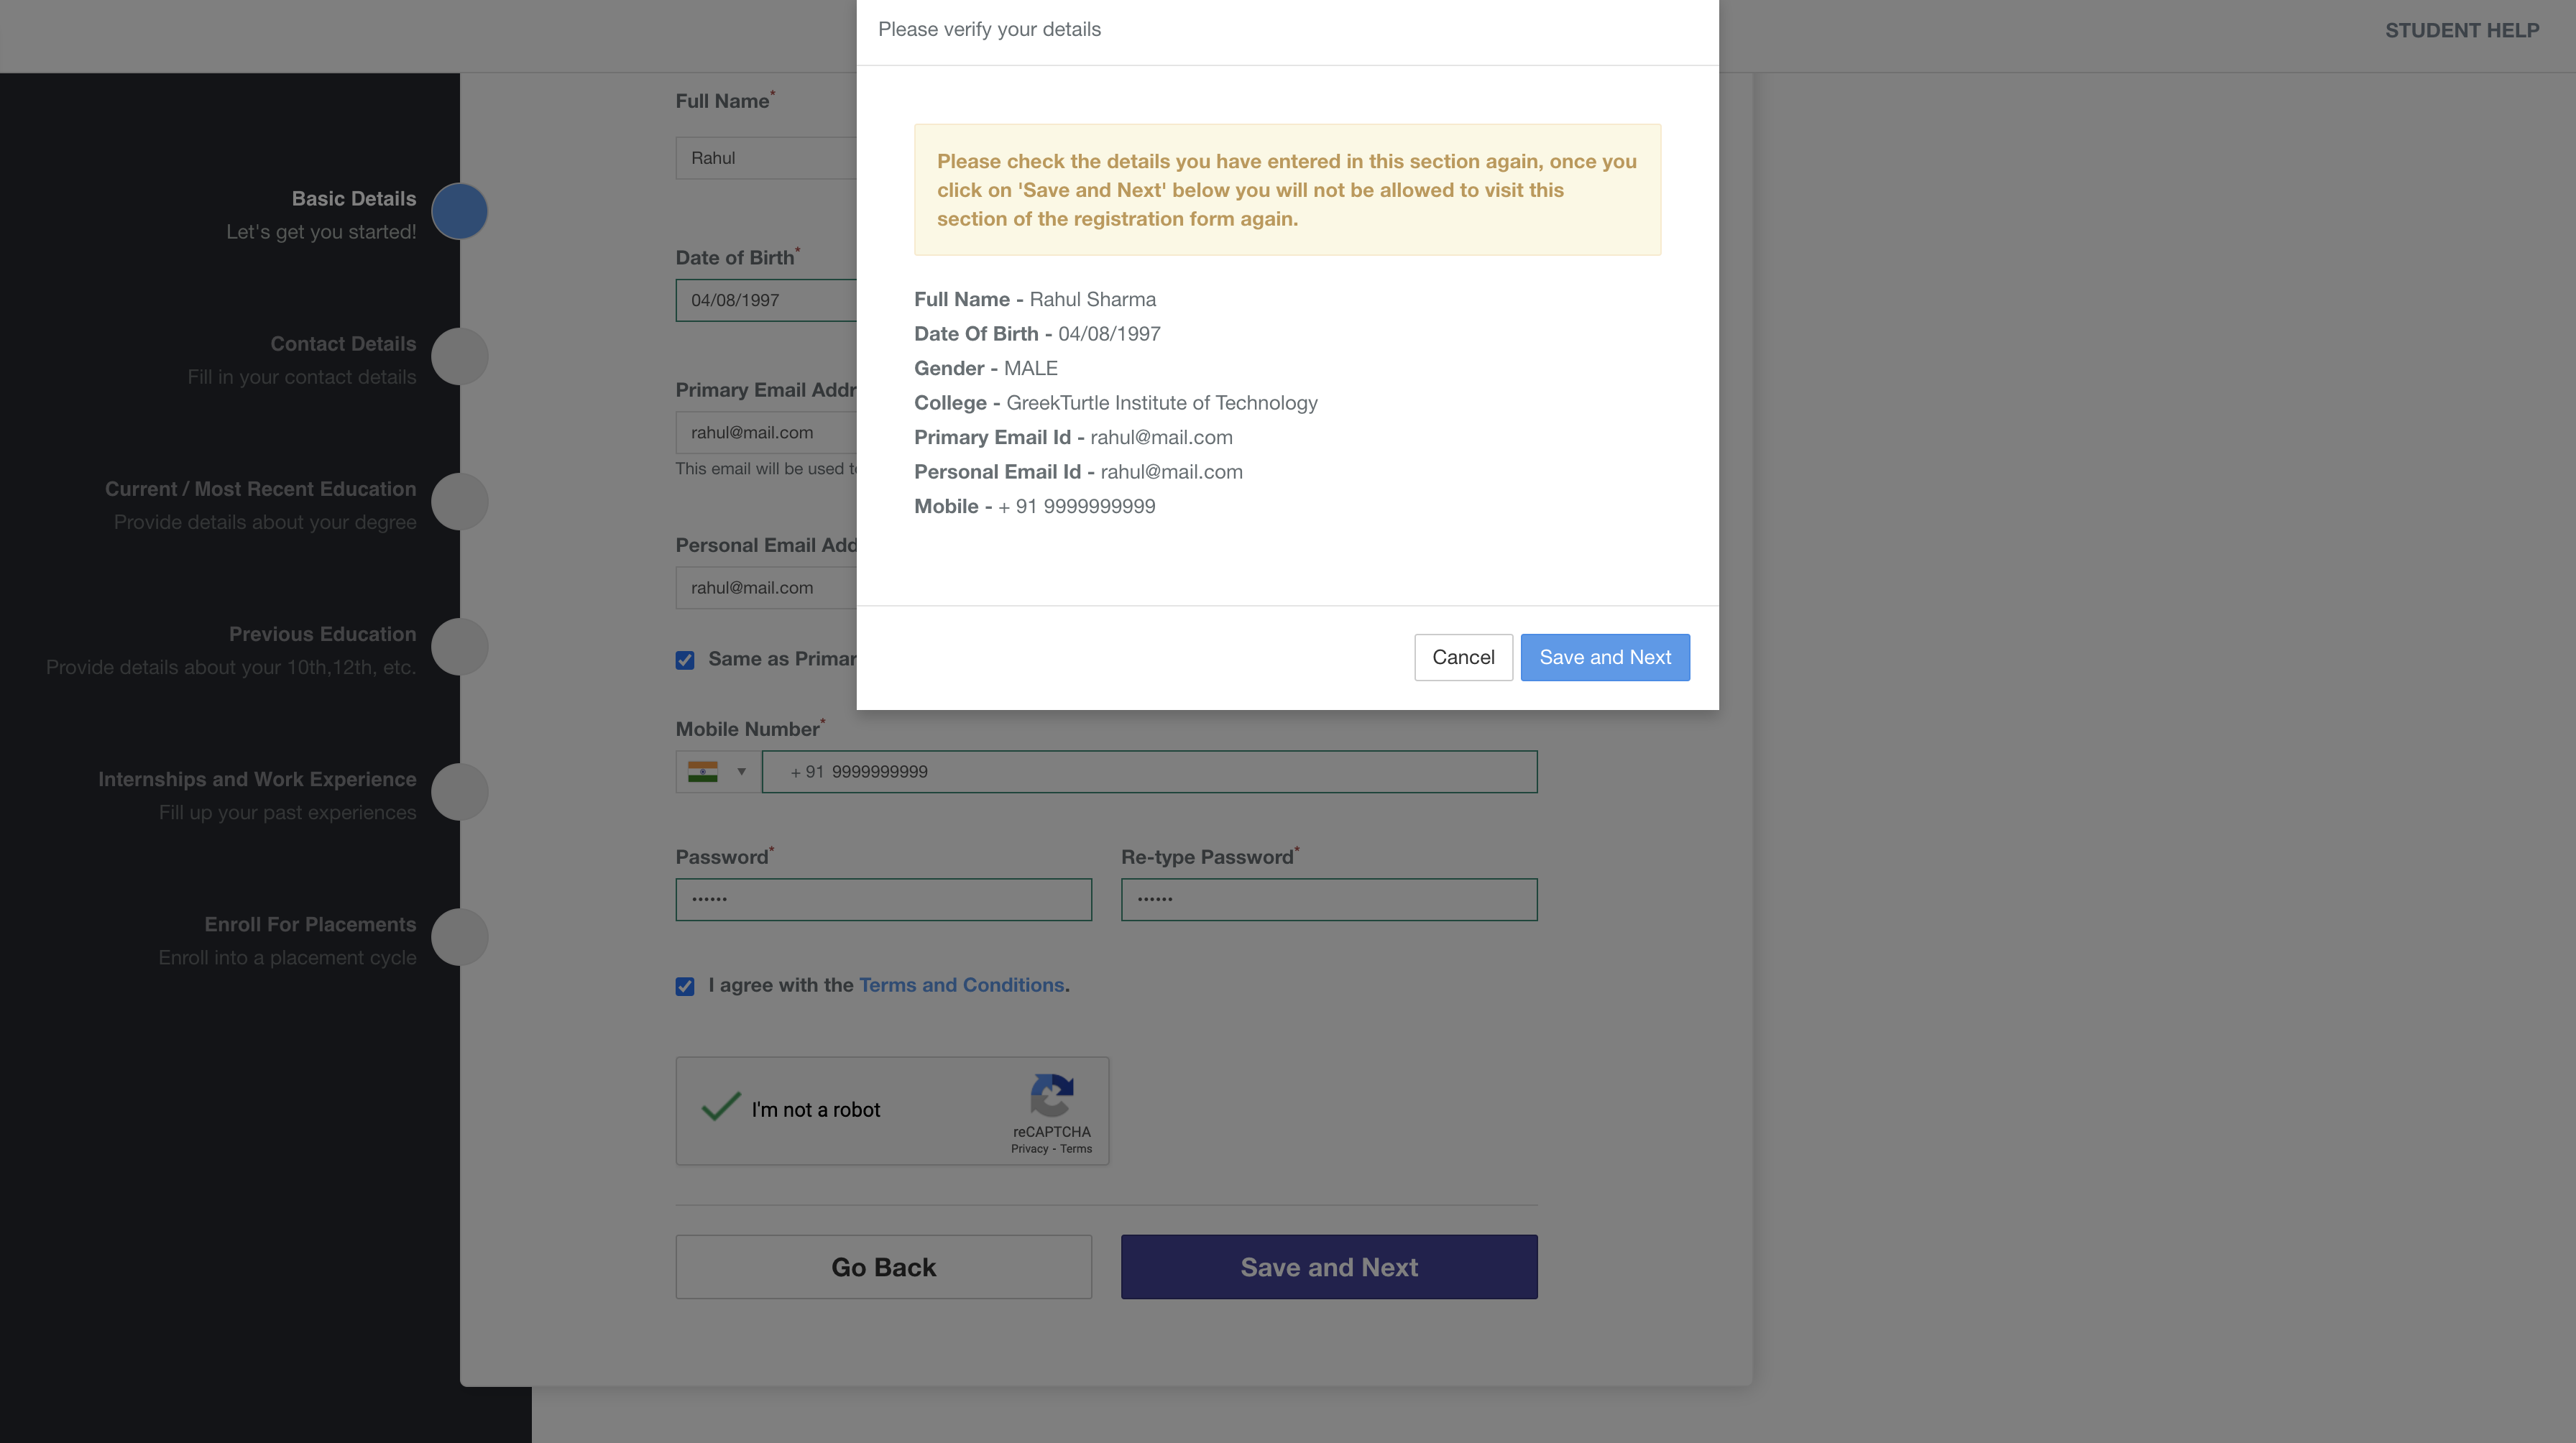 STUDENT HELP
Basic Details
Let's get you started!
Contact Details
Fill in your contact details
Current / Most Recent Education
Provide details about your degree
Previous Education
Provide details about your 10th,12th, etc.
Internships and Work Experience
Fill up your past experiences
Enroll For Placements
Enroll into a placement cycle
Full Name*
Rahul
Date of Birth*
04/08/1997
Primary Email Addr
rahul@mail.com
This email will be used
Personal Email Add
rahul@mail.com
Same as Primar
Mobile Number*
+ 91 9999999999
Password* Re-type Password*
•••••• ••••••
I agree with the Terms and Conditions.
I'm not a robot
reCAPTCHA
Privacy - Terms
Go Back Save and Next
Please verify your details
Please check the details you have entered in this section again, once you
click on 'Save and Next' below you will not be allowed to visit this
section of the registration form again.
Full Name - Rahul Sharma
Date Of Birth - 04/08/1997
Gender - MALE
College - GreekTurtle Institute of Technology
Primary Email Id - rahul@mail.com
Personal Email Id - rahul@mail.com
Mobile - + 91 9999999999
Cancel Save and Next